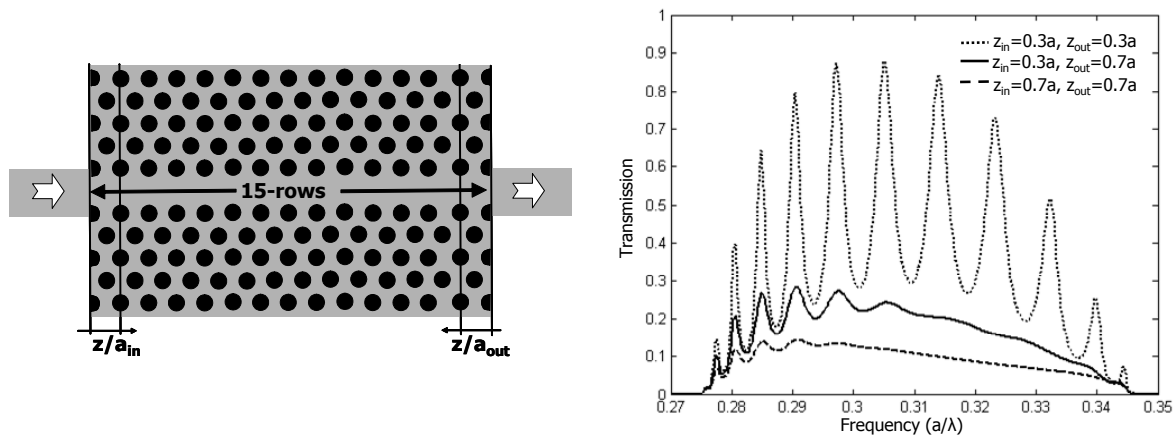 15-rows
z/a_in
z/a_out
Transmission
1
0.9
0.8
0.7
0.6
0.5
0.4
0.3
0.2
0.1
0
z_in=0.3a, z_out=0.3a
z_in=0.3a, z_out=0.7a
z_in=0.7a, z_out=0.7a
0.27 0.28 0.29 0.3 0.31 0.32 0.33 0.34 0.35
Frequency (a/λ)